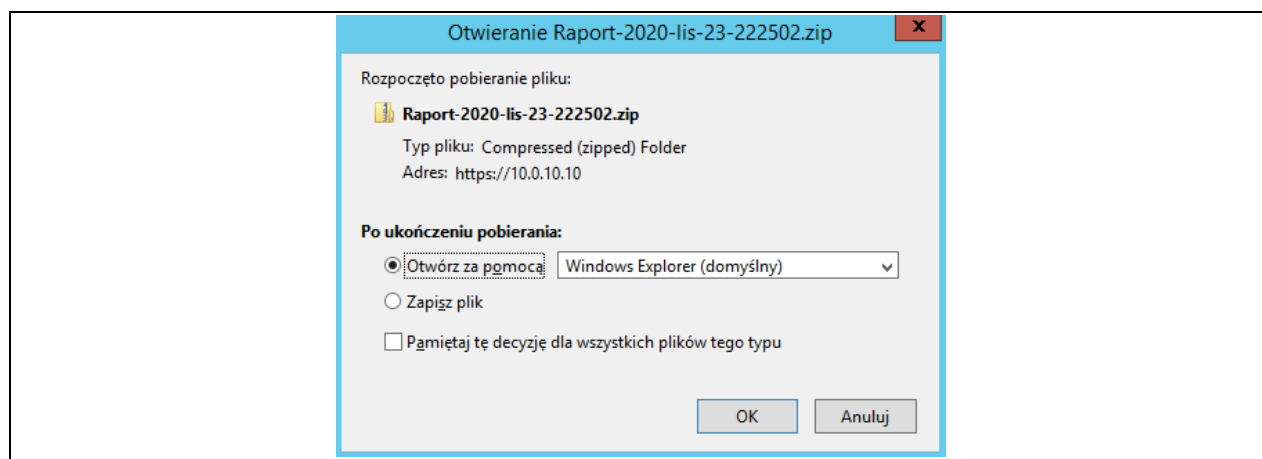 Otwieranie Raport-2020-lis-23-222502.zip
x
Rozpoczęto pobieranie pliku:
Raport-2020-lis-23-222502.zip
Typ pliku: Compressed (zipped) Folder
Adres: https://10.0.10.10
Po ukończeniu pobierania:
Otwórz za pomocą Windows Explorer (domyślny)
Zapisz plik
Pamiętaj tę decyzję dla wszystkich plików tego typu
OK Anuluj